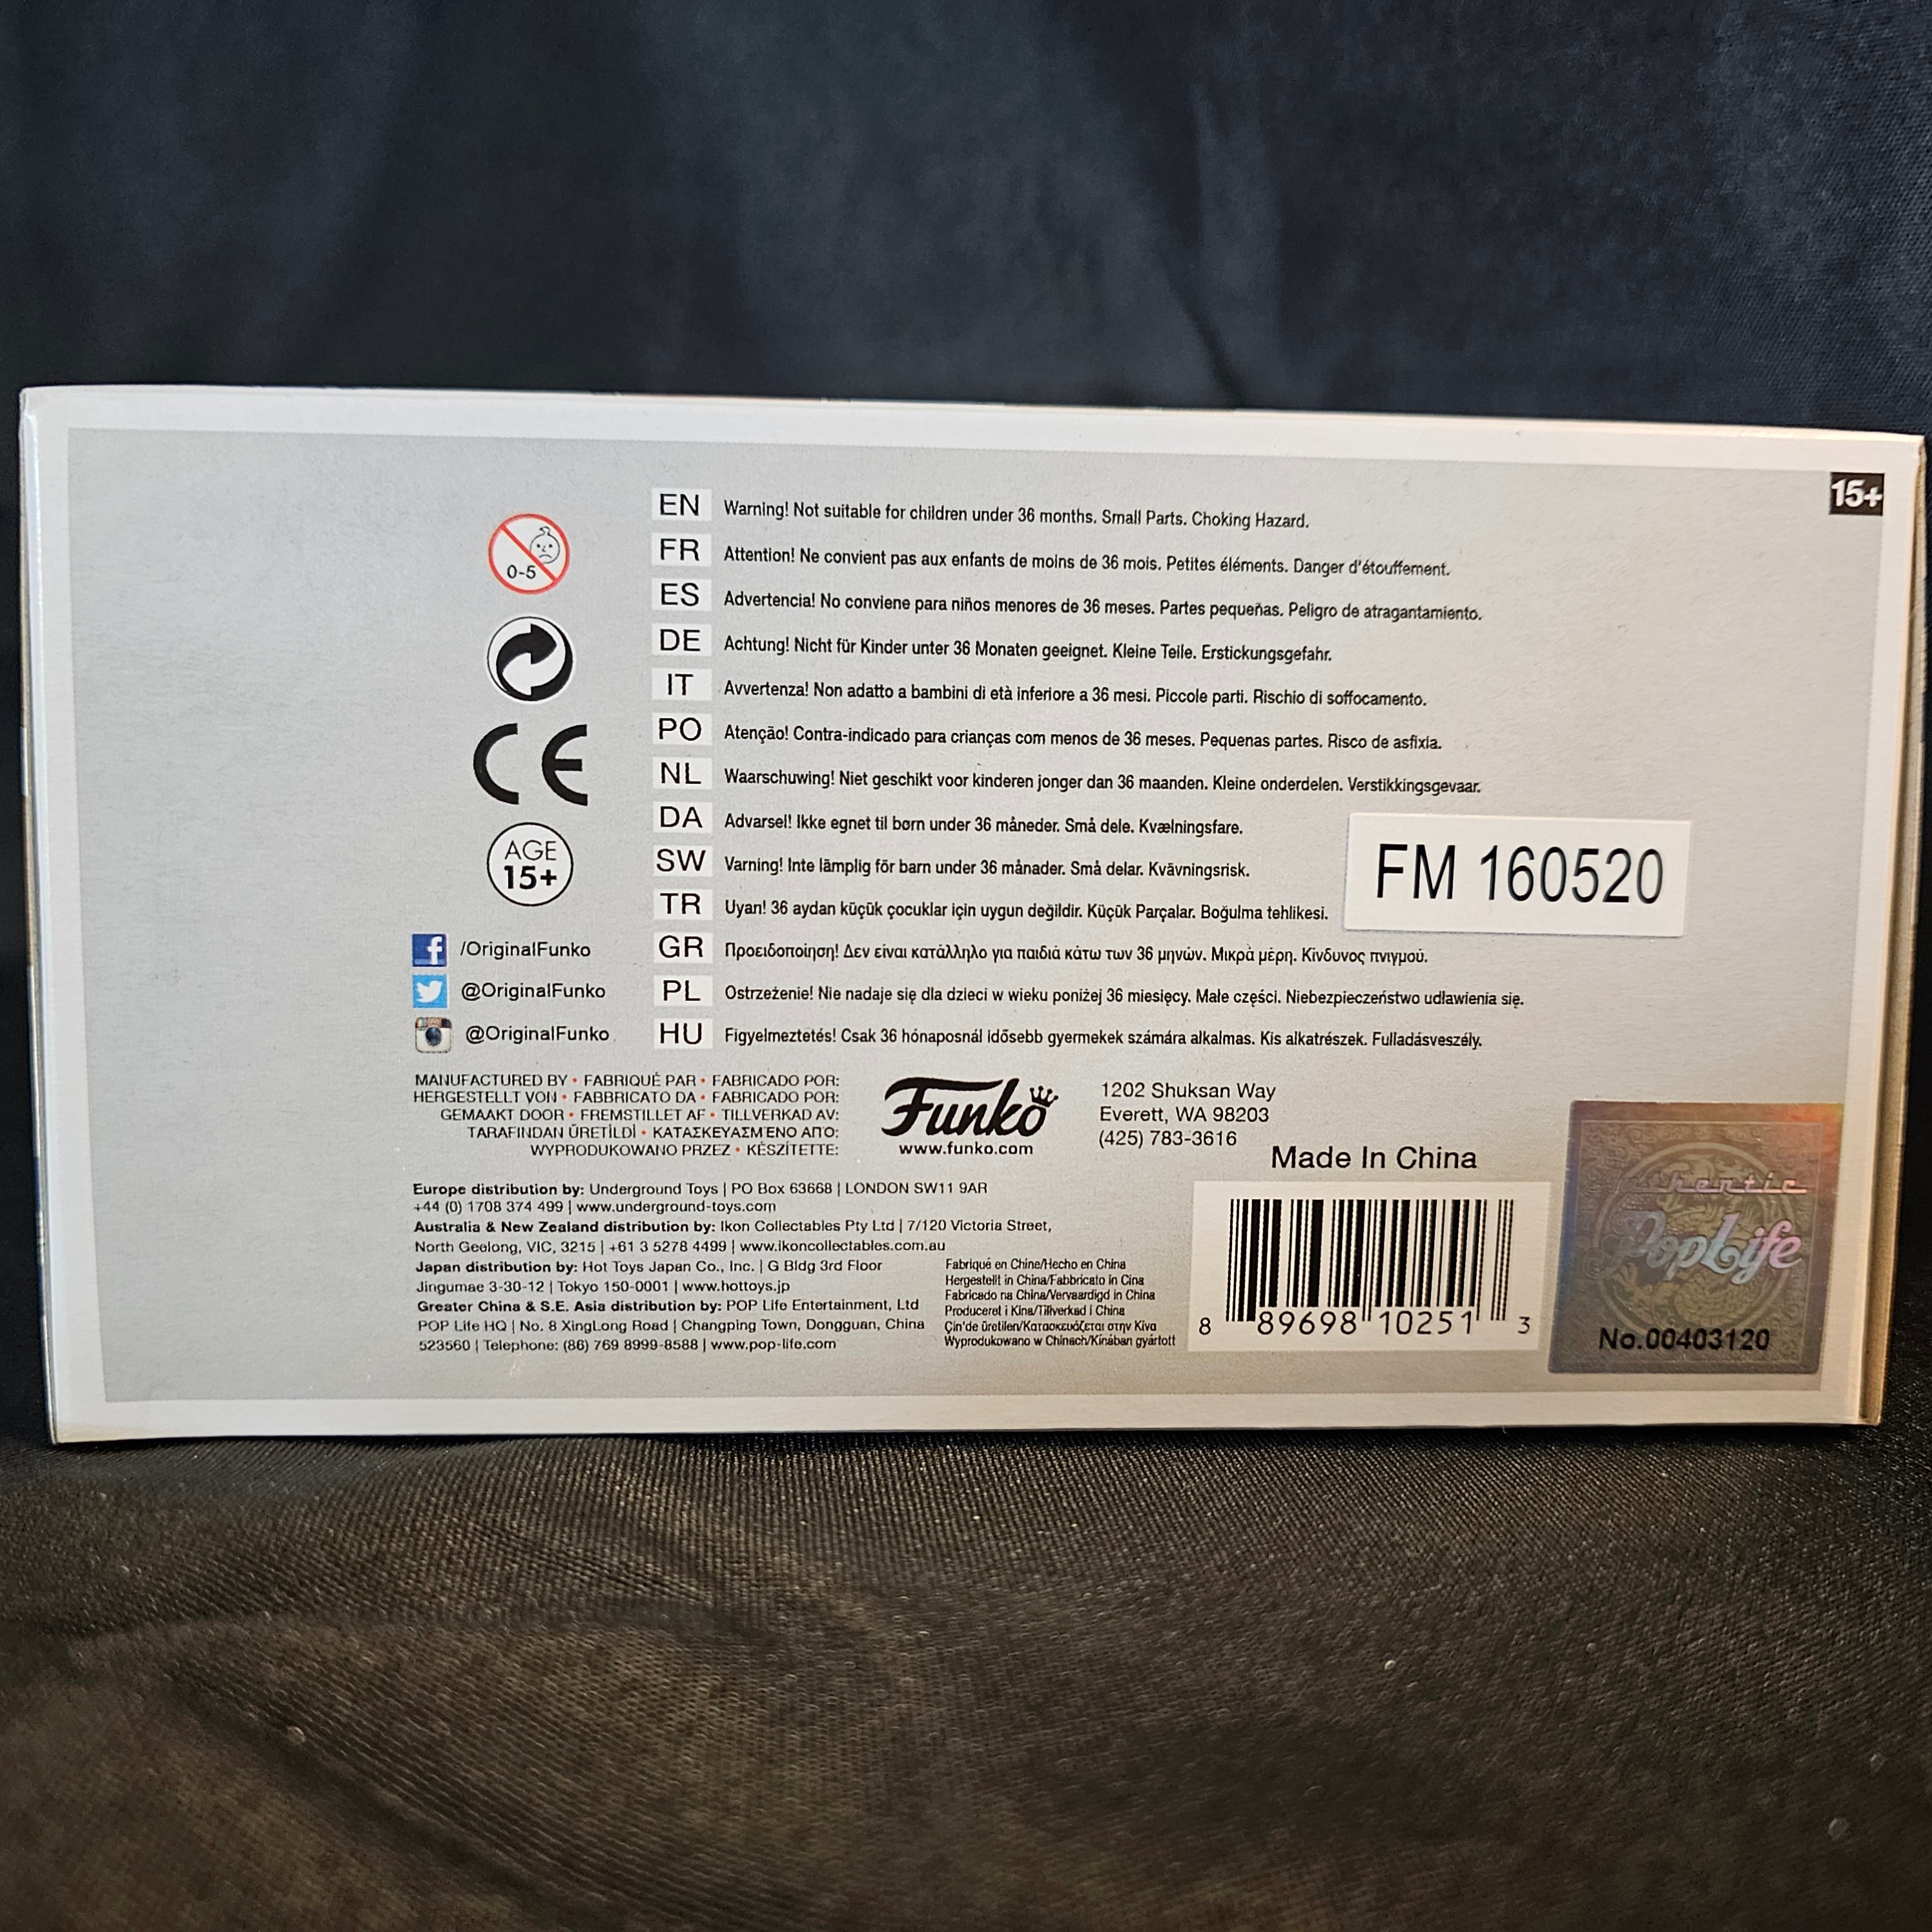 15+
0-5
EN Warning! Not suitable for children under 36 months. Small Parts. Choking Hazard.
FR Attention! Ne convient pas aux enfants de moins de 36 mois. Petites éléments. Danger d'étouffement.
ES Advertencia! No conviene para niños menores de 36 meses. Partes pequeñas. Peligro de atragantamiento.
DE Achtung! Nicht für Kinder unter 36 Monaten geeignet. Kleine Teile. Erstickungsgefahr.
IT Avvertenza! Non adatto a bambini di età inferiore a 36 mesi. Piccole parti. Rischio di soffocamento.
PO Atenção! Contra-indicado para crianças com menos de 36 meses. Pequenas partes. Risco de asfixia.
NL Waarschuwing! Niet geschikt voor kinderen jonger dan 36 maanden. Kleine onderdelen. Verstikkingsgevaar.
DA Advarsel! Ikke egnet til børn under 36 måneder. Små dele. Kvælningsfare.
SW Varning! Inte lämplig för barn under 36 månader. Små delar. Kvävningsrisk.
TR Uyan! 36 aydan küçük çocuklar için uygun değildir. Küçük Parçalar. Boğulma tehlikesi.
GR Προειδοποίηση! Δεν είναι κατάλληλο για παιδιά κάτω των 36 μηνών. Μικρά μέρη. Κίνδυνος πνιγμού.
PL Ostrzeżenie! Nie nadaje się dla dzieci w wieku poniżej 36 miesięcy. Małe części. Niebezpieczeństwo udławienia się.
HU Figyelmeztetés! Csak 36 hónaposnál idősebb gyermekek számára alkalmas. Kis alkatrészek. Fulladásveszély.
CE
AGE
15+
/OriginalFunko
@OriginalFunko
@OriginalFunko
FM 160520
MANUFACTURED BY • FABRIQUÉ PAR • FABRICADO POR:
HERGESTELLT VON • FABBRICATO DA • FABRICADO POR:
GEMAAKT DOOR • FREMSTILLET AF • TILLVERKAD AV:
TARAFINDAN ÜRETİLDİ • ΚΑΤΑΣΚΕΥΑΣΜΈΝΟ ΑΠΌ:
WYPRODUKOWANO PRZEZ • KÉSZÍTETTE:
Funko
www.funko.com
1202 Shuksan Way
Everett, WA 98203
(425) 783-3616
Made In China
Europe distribution by: Underground Toys | PO Box 63668 | LONDON SW11 9AR
+44 (0) 1708 374 499 | www.underground-toys.com
Australia & New Zealand distribution by: Ikon Collectables Pty Ltd | 7/120 Victoria Street,
North Geelong, VIC, 3215 | +61 3 5278 4499 | www.ikoncollectables.com.au
Japan distribution by: Hot Toys Japan Co., Inc. | G Bldg 3rd Floor
Jingumae 3-30-12 | Tokyo 150-0001 | www.hottoys.jp
Greater China & S.E. Asia distribution by: POP Life Entertainment, Ltd
POP Life HQ | No. 8 XingLong Road | Changping Town, Dongguan, China
523560 | Telephone: (86) 769 8999-8588 | www.pop-life.com
Fabriqué en Chine/Hecho en China
Hergestellt in China/Fabbricato in Cina
Fabricado na China/Vervaardigd in China
Produceret i Kina/Tillverkad i China
Çin'de üretilen/Κατασκευάζεται στην Κίνα
Wyprodukowano w Chinach/Kínában gyártott
8 89698 10251 3
Authentic
PopLife
No.00403120